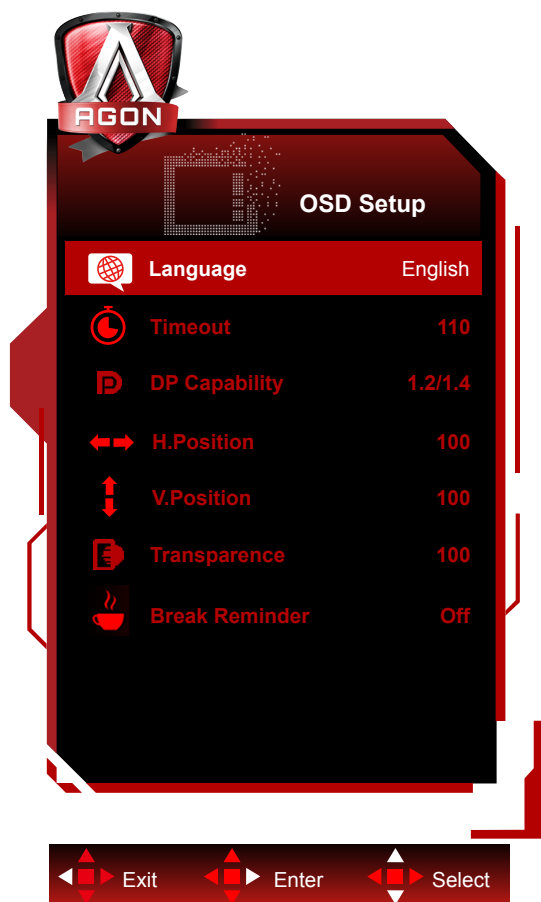 AGON
OSD Setup
Language English
Timeout 110
DP Capability 1.2/1.4
H.Position 100
V.Position 100
Transparence 100
Break Reminder Off
Exit Enter Select